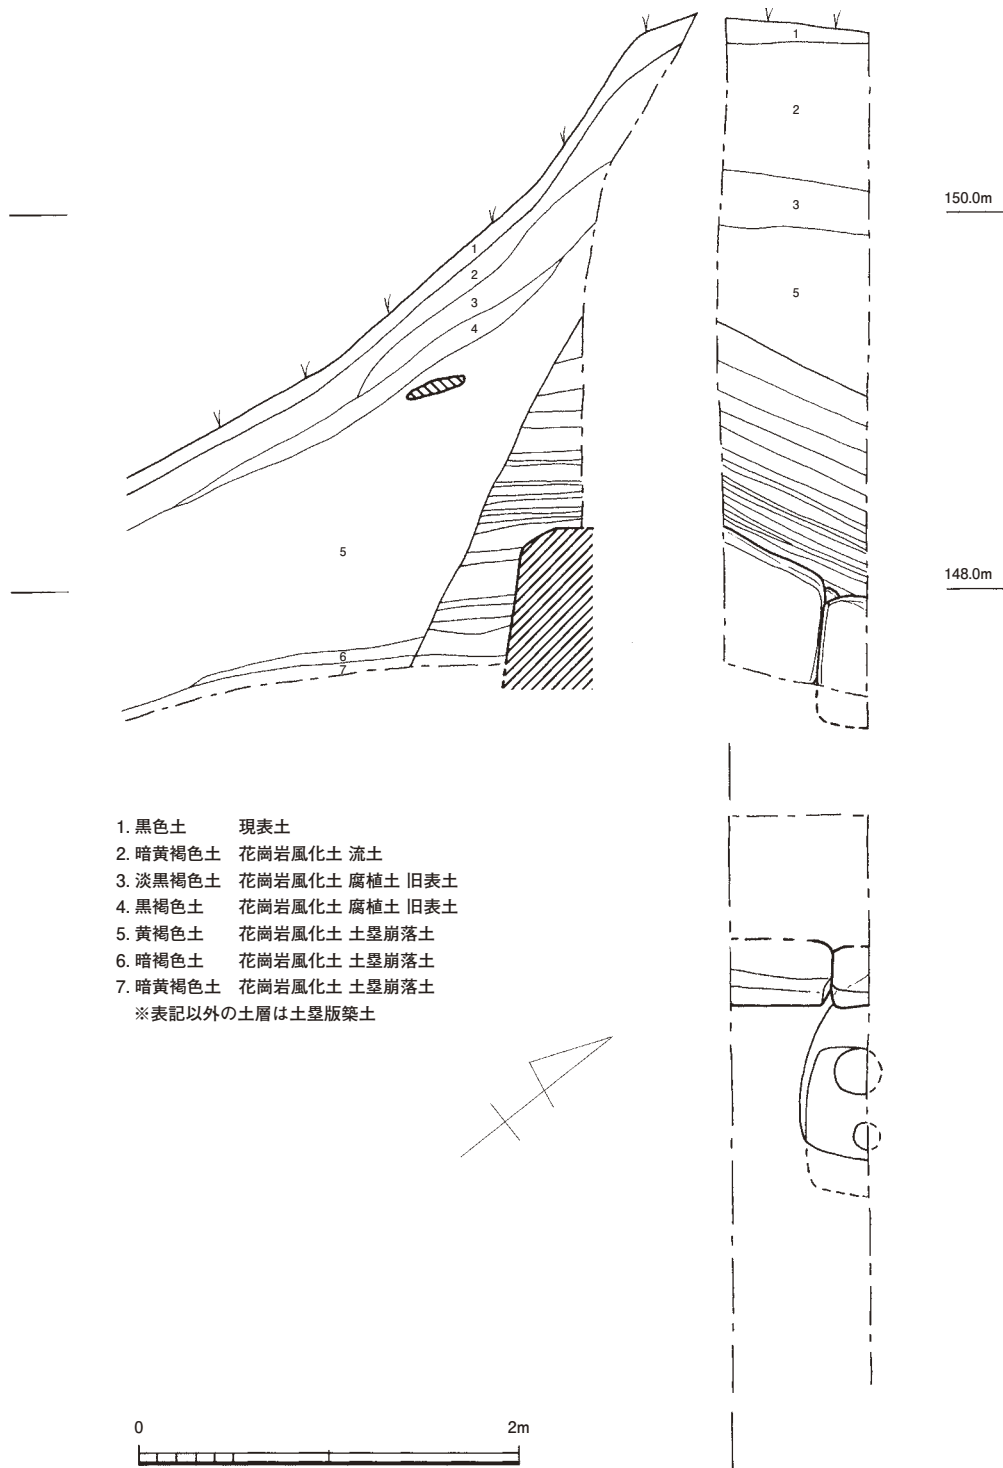 1
2
3
4
5
6
7
1
2
3
5
150.0m
148.0m
1. 黒色土 現表土
2. 暗黄褐色土 花崗岩風化土 流土
3. 淡黒褐色土 花崗岩風化土 腐植土 旧表土
4. 黒褐色土 花崗岩風化土 腐植土 旧表土
5. 黄褐色土 花崗岩風化土 土塁崩落土
6. 暗褐色土 花崗岩風化土 土塁崩落土
7. 暗黄褐色土 花崗岩風化土 土塁崩落土
※表記以外の土層は土塁版築土
0 2m